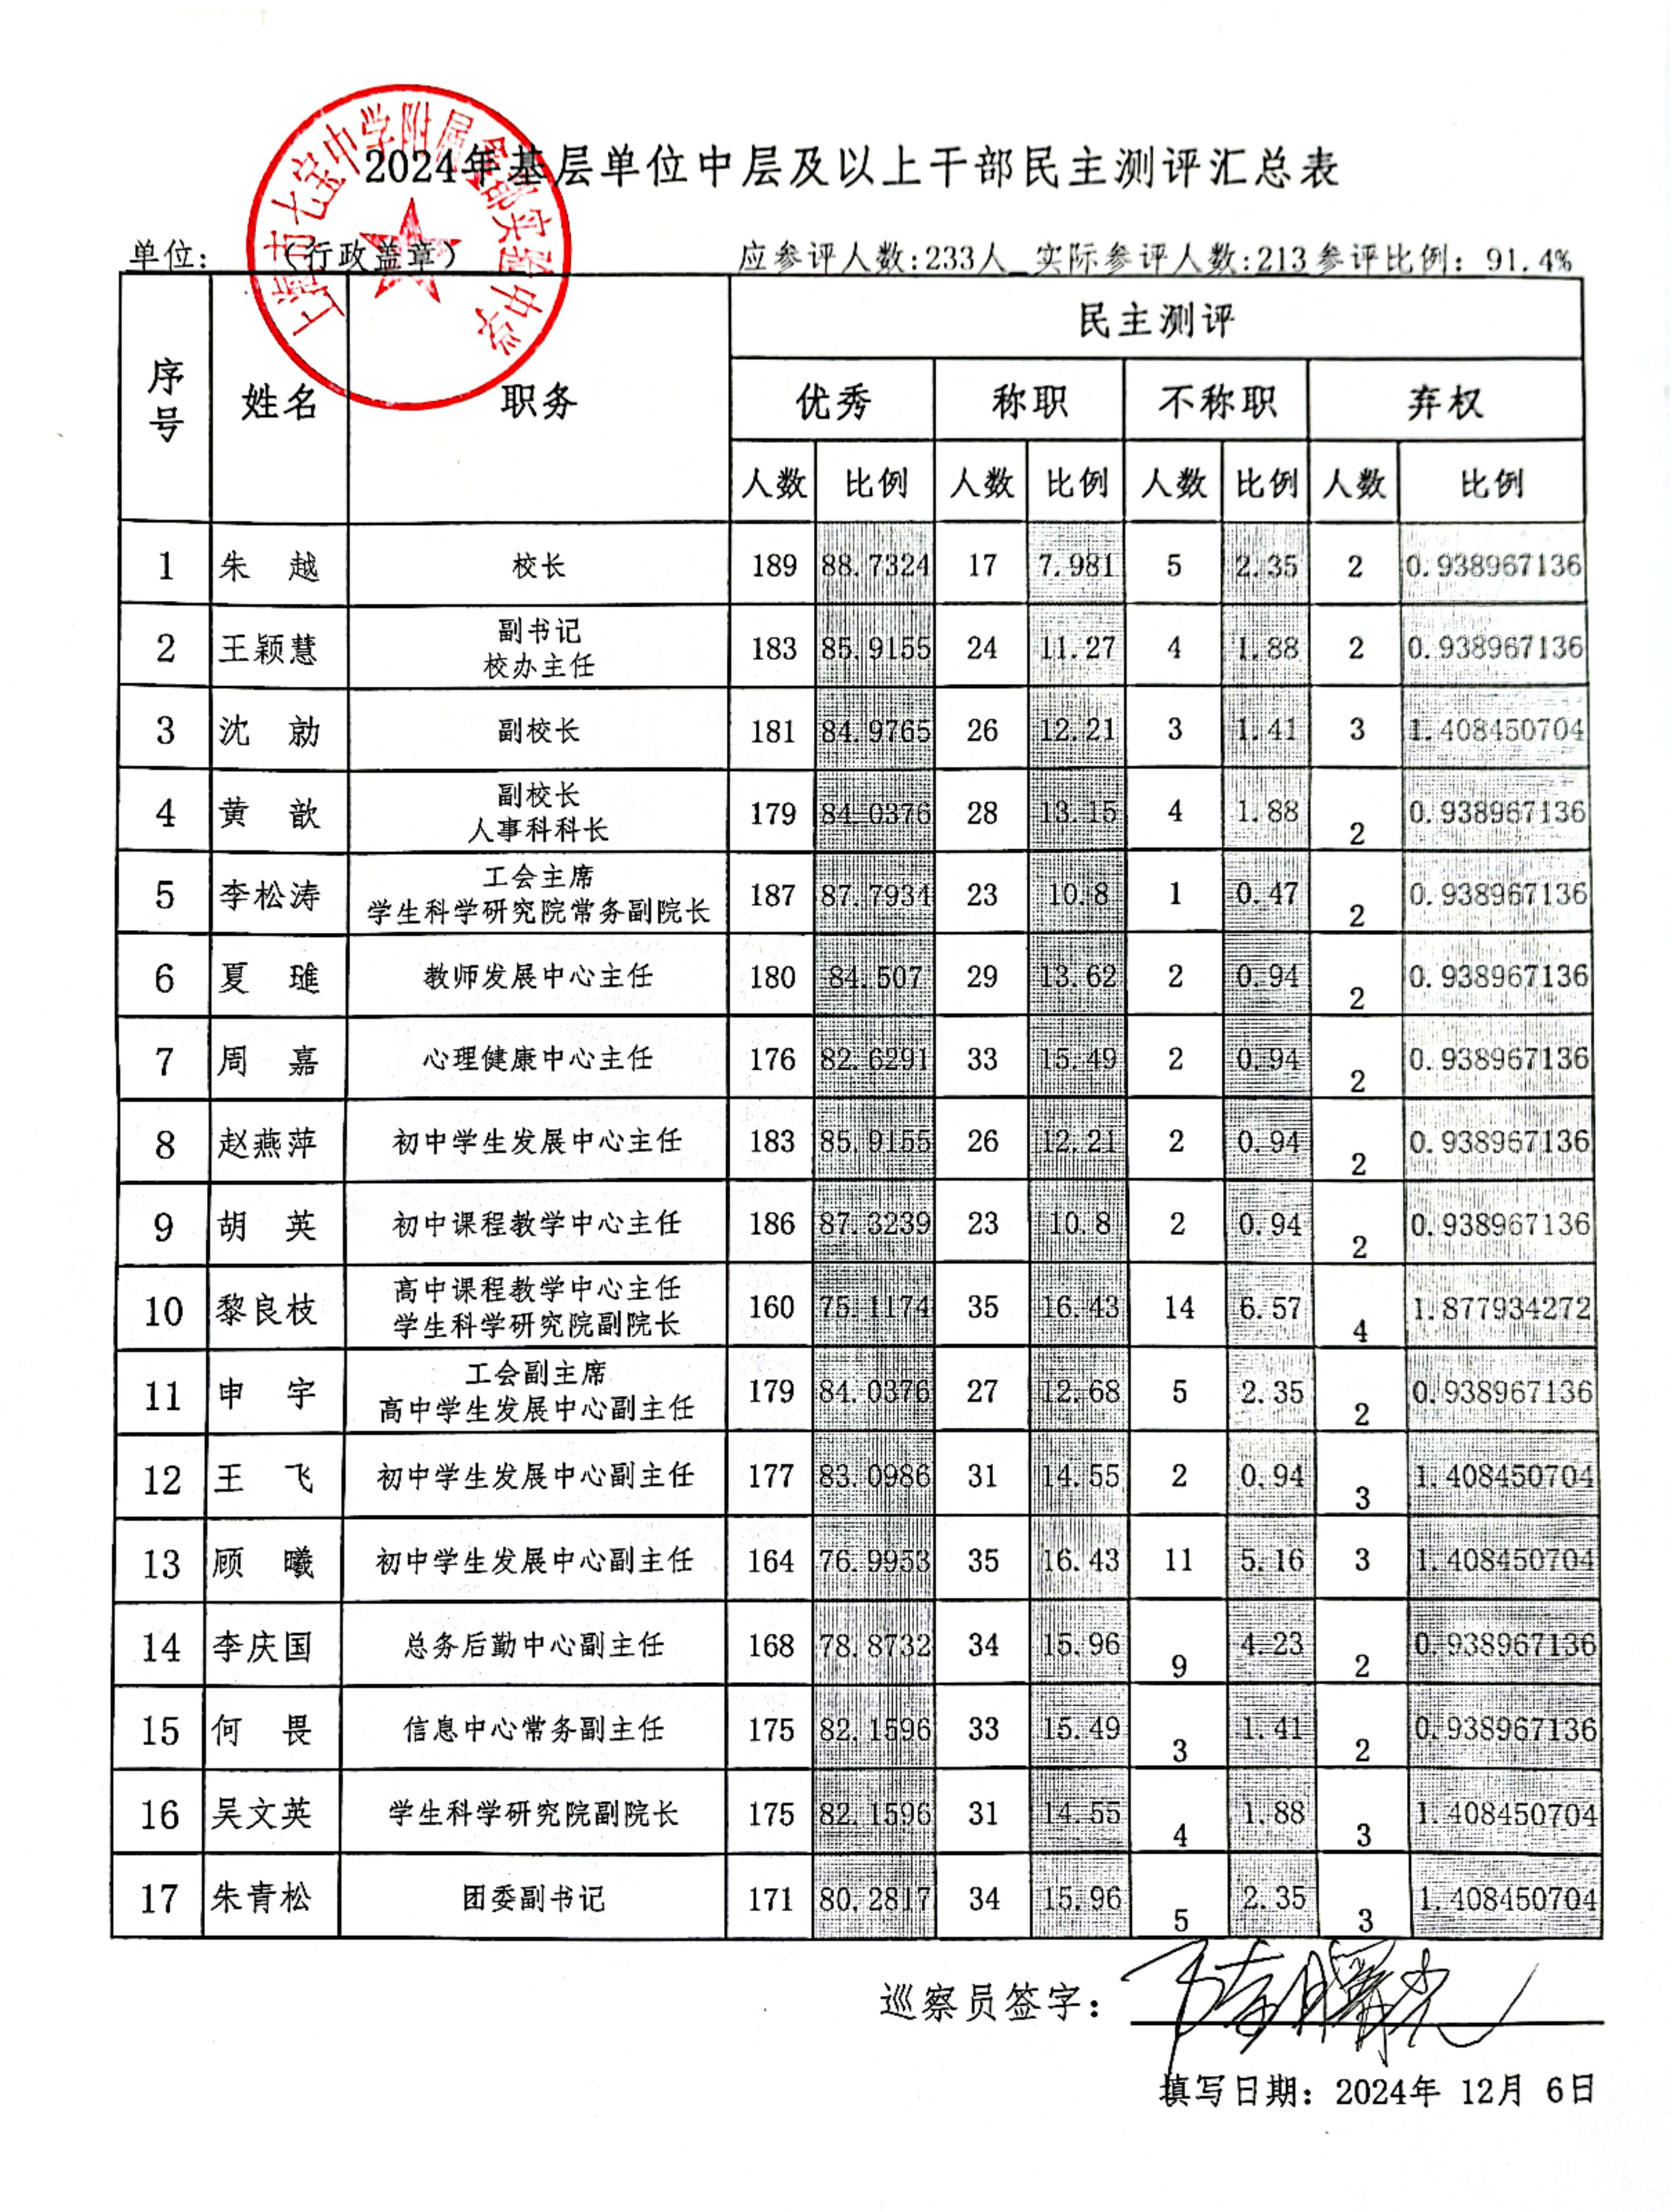 2024年基层单位中层及以上干部民主测评汇总表
上海市七宝中学附属鑫都实验中学
单位： （行政盖章） 应参评人数:233人 实际参评人数:213参评比例：91.4%
序号 姓名 职务 民主测评
优秀 称职 不称职 弃权
人数 比例 人数 比例 人数 比例 人数 比例
1 朱 越 校长 189 88.7324 17 7.981 5 2.35 2 0.938967136
2 王颖慧 副书记 校办主任 183 85.9155 24 11.27 4 1.88 2 0.938967136
3 沈 勍 副校长 181 84.9765 26 12.21 3 1.41 3 1.408450704
4 黄 歆 副校长 人事科科长 179 84.0376 28 13.15 4 1.88 2 0.938967136
5 李松涛 工会主席 学生科学研究院常务副院长 187 87.7934 23 10.8 1 0.47 2 0.938967136
6 夏 琟 教师发展中心主任 180 84.507 29 13.62 2 0.94 2 0.938967136
7 周 嘉 心理健康中心主任 176 82.6291 33 15.49 2 0.94 2 0.938967136
8 赵燕萍 初中学生发展中心主任 183 85.9155 26 12.21 2 0.94 2 0.938967136
9 胡 英 初中课程教学中心主任 186 87.3239 23 10.8 2 0.94 2 0.938967136
10 黎良枝 高中课程教学中心主任 学生科学研究院副院长 160 75.1174 35 16.43 14 6.57 4 1.877934272
11 申 宇 工会副主席 高中学生发展中心副主任 179 84.0376 27 12.68 5 2.35 2 0.938967136
12 王 飞 初中学生发展中心副主任 177 83.0986 31 14.55 2 0.94 3 1.408450704
13 顾 曦 初中学生发展中心副主任 164 76.9953 35 16.43 11 5.16 3 1.408450704
14 李庆国 总务后勤中心副主任 168 78.8732 34 15.96 9 4.23 2 0.938967136
15 何 畏 信息中心常务副主任 175 82.1596 33 15.49 3 1.41 2 0.938967136
16 吴文英 学生科学研究院副院长 175 82.1596 31 14.55 4 1.88 3 1.408450704
17 朱青松 团委副书记 171 80.2817 34 15.96 5 2.35 3 1.408450704
巡察员签字：
填写日期：2024年 12月 6日